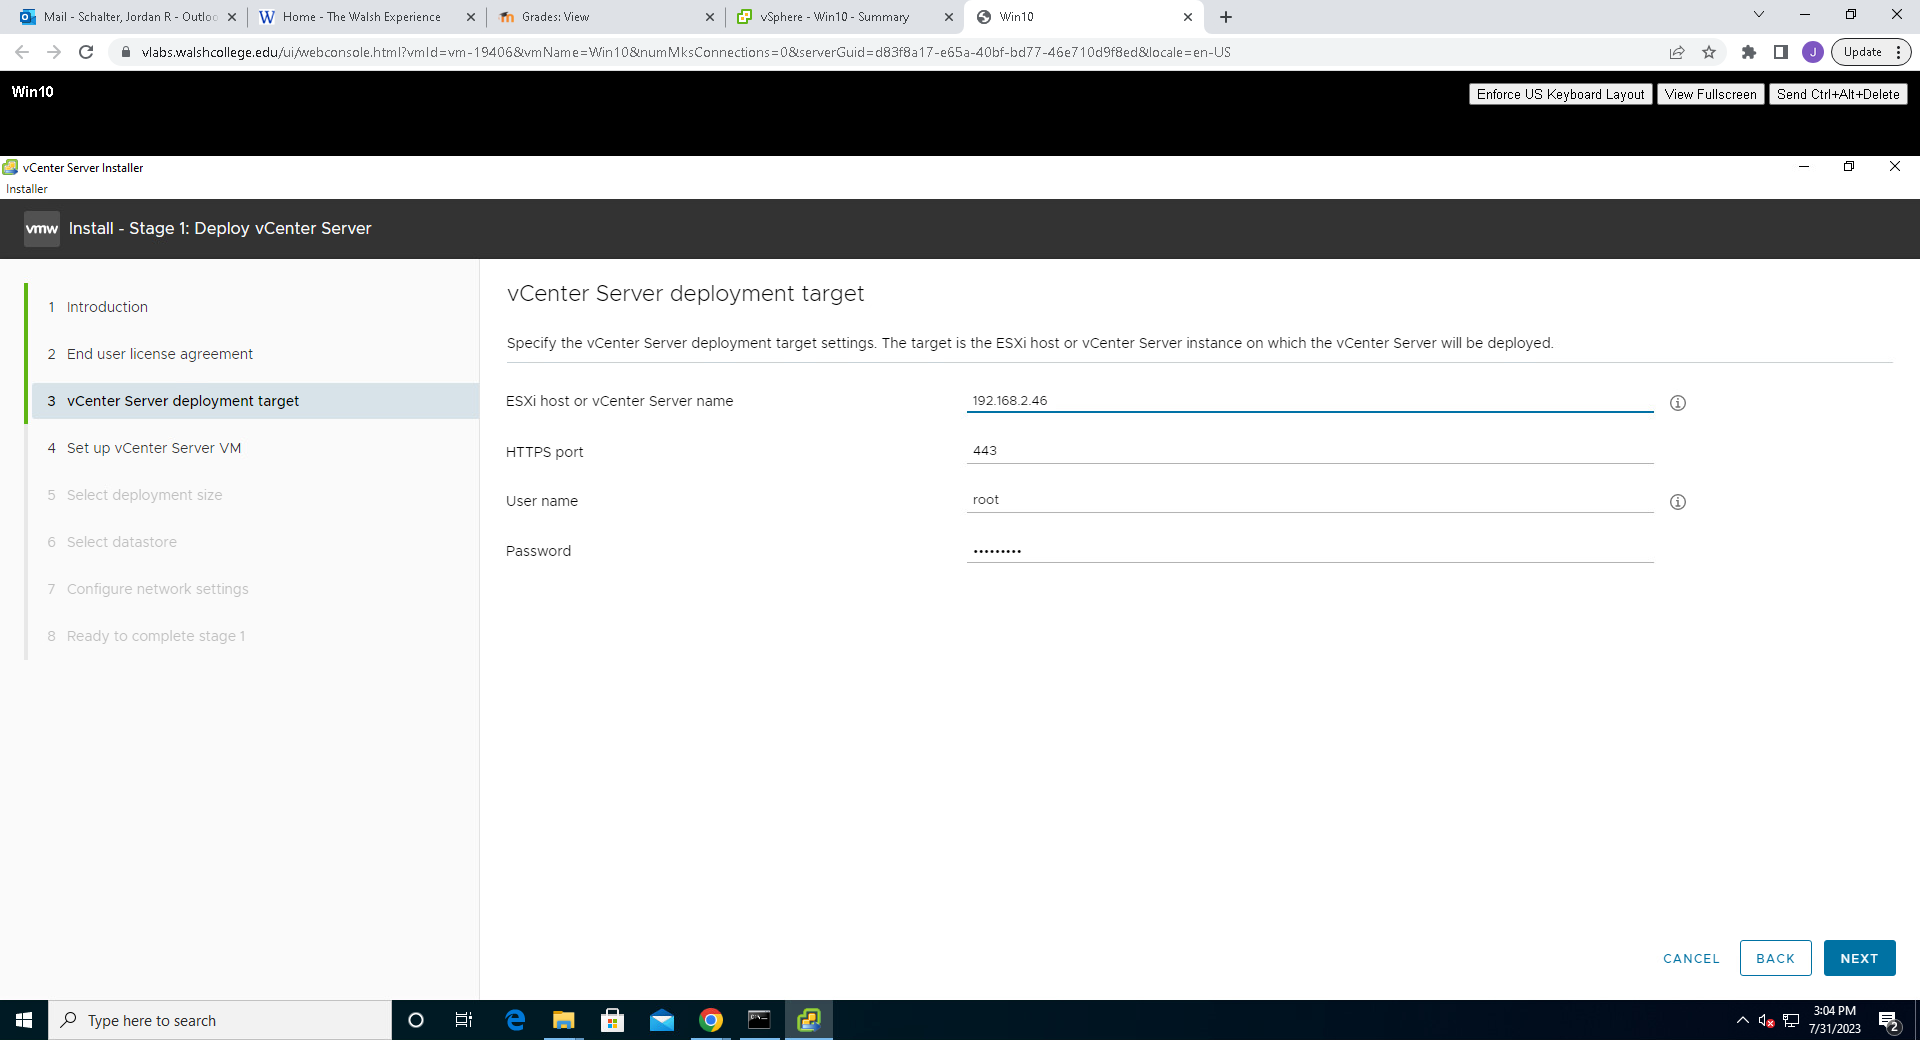 Mail - Schalter, Jordan R - Outloo
Home - The Walsh Experience
Grades: View
vSphere - Win10 - Summary
Win10
vlabs.walshcollege.edu/ui/webconsole.html?vmId=vm-19406&vmName=Win10&numMksConnections=0&serverGuid=d83f8a17-e65a-40bf-bd77-46e710d9f8ed&locale=en-US
J
Update
Win10
Enforce US Keyboard Layout
View Fullscreen
Send Ctrl+Alt+Delete
vCenter Server Installer
Installer
vmw Install - Stage 1: Deploy vCenter Server
1 Introduction
2 End user license agreement
3 vCenter Server deployment target
4 Set up vCenter Server VM
5 Select deployment size
6 Select datastore
7 Configure network settings
8 Ready to complete stage 1
vCenter Server deployment target
Specify the vCenter Server deployment target settings. The target is the ESXi host or vCenter Server instance on which the vCenter Server will be deployed.
ESXi host or vCenter Server name 192.168.2.46
HTTPS port 443
User name root
Password •••••••••
CANCEL
BACK
NEXT
Type here to search
3:04 PM
7/31/2023
2